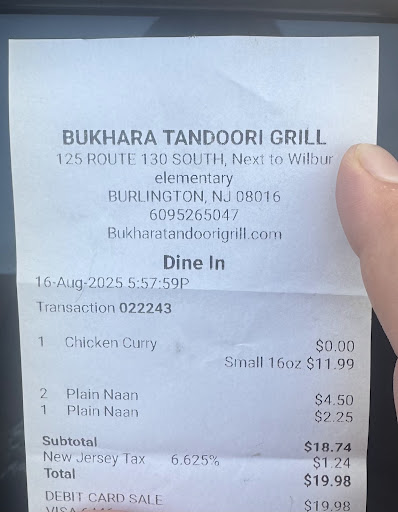 BUKHARA TANDOORI GRILL
125 ROUTE 130 SOUTH, Next to Wilbur
elementary
BURLINGTON, NJ 08016
6095265047
Bukharatandoorigrill.com
Dine In
16-Aug-2025 5:57:59P
Transaction 022243
1 Chicken Curry $0.00
Small 16oz $11.99
2 Plain Naan $4.50
1 Plain Naan $2.25
Subtotal $18.74
New Jersey Tax 6.625% $1.24
Total $19.98
DEBIT CARD SALE $19.98
VISA